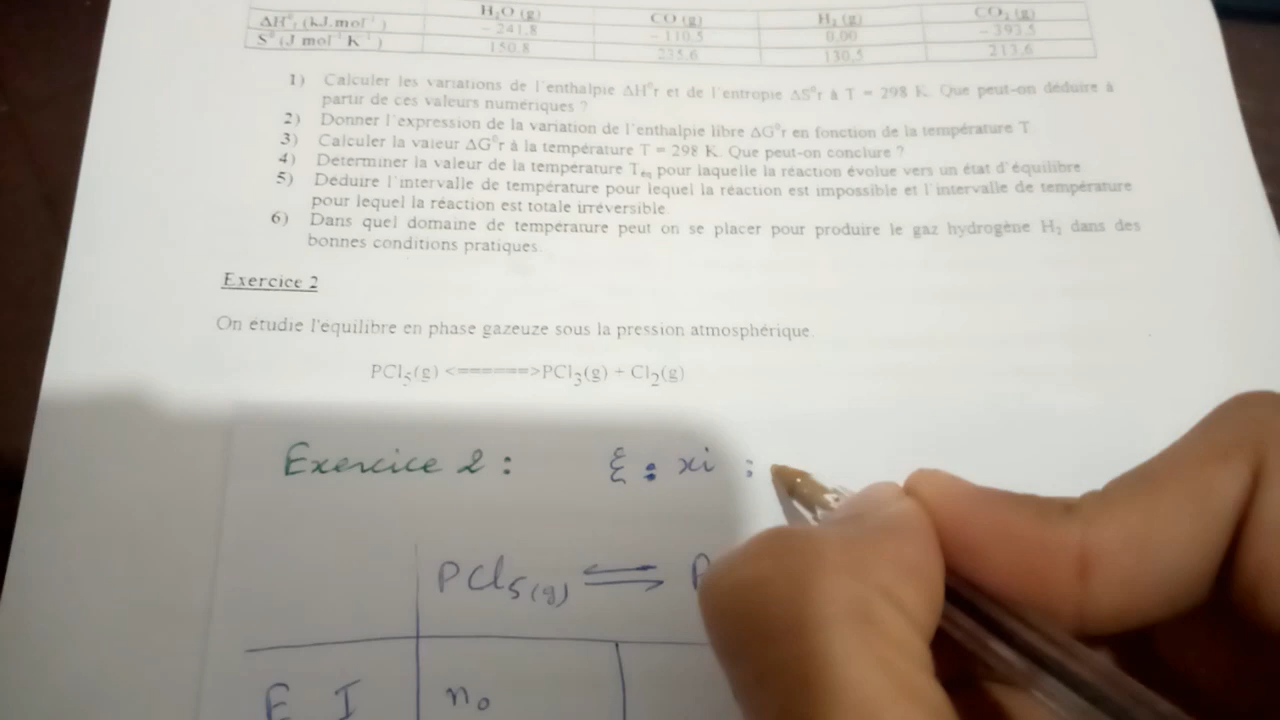 H₂O (g) CO (g) H₂ (g) CO₂ (g)
ΔH°f (kJ.mol⁻¹) - 241.8 - 110.5 0.00 - 393.5
S° (J mol⁻¹ K⁻¹) 150.8 235.6 130.5 213.6
1) Calculer les variations de l'enthalpie ΔH°r et de l'entropie ΔS°r à T = 298 K. Que peut-on déduire à
partir de ces valeurs numériques ?
2) Donner l'expression de la variation de l'enthalpie libre ΔG°r en fonction de la température T
3) Calculer la valeur ΔG°r à la température T = 298 K. Que peut-on conclure ?
4) Déterminer la valeur de la température Teq pour laquelle la réaction évolue vers un état d'équilibre
5) Déduire l'intervalle de température pour lequel la réaction est impossible et l'intervalle de température
pour lequel la réaction est totale irréversible
6) Dans quel domaine de température peut on se placer pour produire le gaz hydrogène H₂ dans des
bonnes conditions pratiques.
Exercice 2
On étudie l'équilibre en phase gazeuze sous la pression atmosphérique.
PCl₅(g) <======>PCl₃(g) + Cl₂(g)
Exercice 2 : ξ : xi :
PCl₅(g) ⇌ P
E I n₀